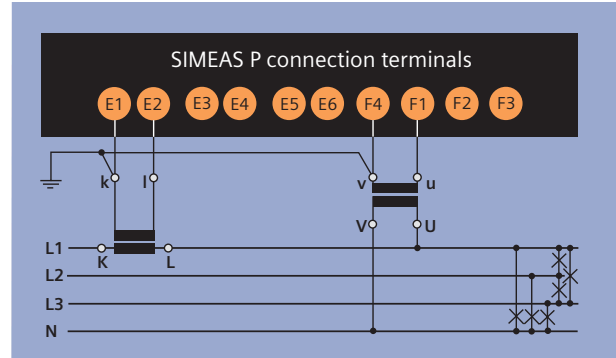 SIMEAS P connection terminals
E1 E2 E3 E4 E5 E6 F4 F1 F2 F3
k l v u
V U
L1
K L
L2
L3
N